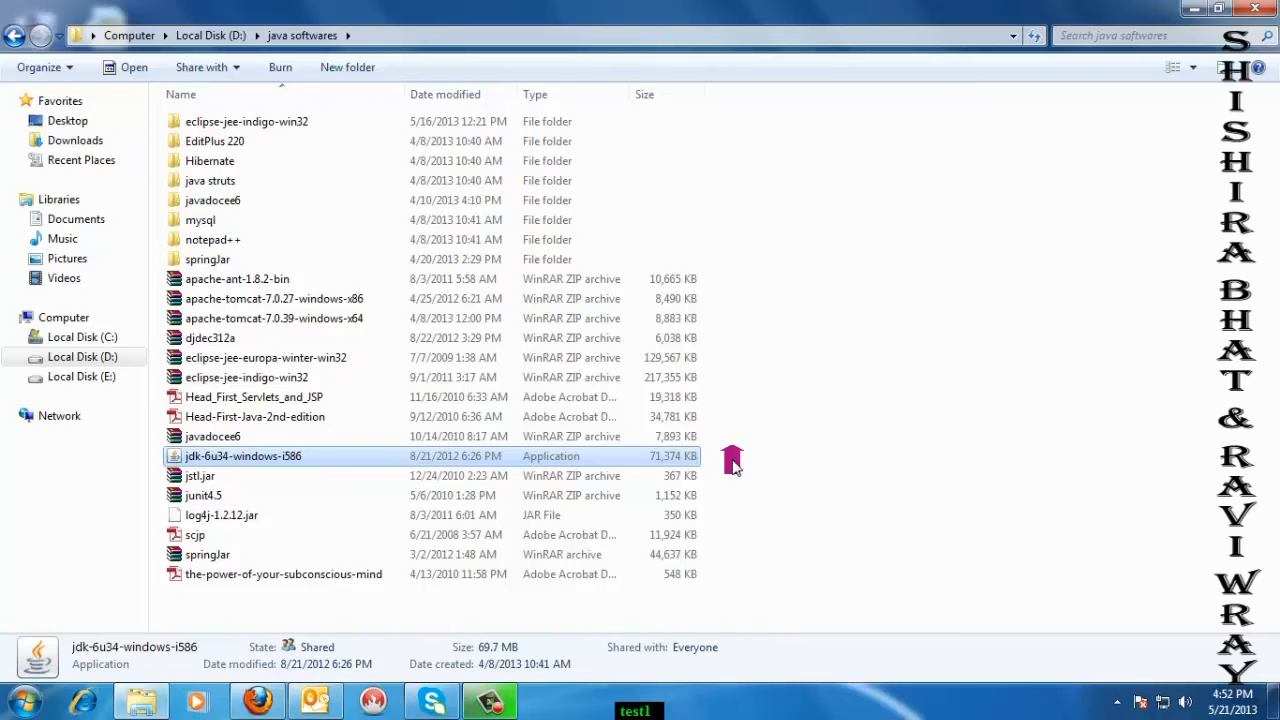 Computer Local Disk (D:) java softwares Search java softwares
Organize Open Share with Burn New folder
Name Date modified Type Size
Favorites
Desktop
Downloads
Recent Places
Libraries
Documents
Music
Pictures
Videos
Computer
Local Disk (C:)
Local Disk (D:)
Local Disk (E:)
Network
eclipse-jee-indigo-win32 5/16/2013 12:21 PM File folder
EditPlus 220 4/8/2013 10:40 AM File folder
Hibernate 4/8/2013 10:40 AM File folder
java struts 4/8/2013 10:40 AM File folder
javadocee6 4/10/2013 4:10 PM File folder
mysql 4/8/2013 10:41 AM File folder
notepad++ 4/8/2013 10:41 AM File folder
springJar 4/20/2013 2:29 PM File folder
apache-ant-1.8.2-bin 8/3/2011 5:58 AM WinRAR ZIP archive 10,665 KB
apache-tomcat-7.0.27-windows-x86 4/25/2012 6:21 AM WinRAR ZIP archive 8,490 KB
apache-tomcat-7.0.39-windows-x64 4/8/2013 12:00 PM WinRAR ZIP archive 8,883 KB
djdec312a 3:29 PM WinRAR ZIP archive 6,038 KB
eclipse-jee-europa-winter-win32 7/7/2009 1:38 AM WinRAR ZIP archive 129,567 KB
eclipse-jee-indigo-win32 9/1/2011 3:17 AM WinRAR ZIP archive 217,355 KB
Head_First_Servlets_and_JSP 11/16/2010 6:33 AM Adobe Acrobat D... 19,318 KB
Head-First-Java-2nd-edition 9/12/2010 6:36 AM Adobe Acrobat D... 34,781 KB
javadocee6 10/14/2010 8:17 AM WinRAR ZIP archive 7,893 KB
jdk-6u34-windows-i586 8/21/2012 6:26 PM Application 71,374 KB
jstl.jar 12/24/2010 2:23 AM WinRAR ZIP archive 367 KB
junit4.5 5/6/2010 1:28 PM WinRAR ZIP archive 1,152 KB
log4j-1.2.12.jar 8/3/2011 6:01 AM JAR File 350 KB
scjp 6/21/2008 3:57 AM Adobe Acrobat D... 11,924 KB
springJar 3/2/2012 1:48 AM WinRAR archive 44,637 KB
the-power-of-your-subconscious-mind 4/13/2010 11:58 PM Adobe Acrobat D... 548 KB
jdk-6u34-windows-i586 State: Shared Size: 69.7 MB Shared with: Everyone
Application Date modified: 8/21/2012 6:26 PM Date created: 4/8/2013 AM
test1
4:52 PM
5/21/2013
SHISHIRA BHAT & RAVI WRAY